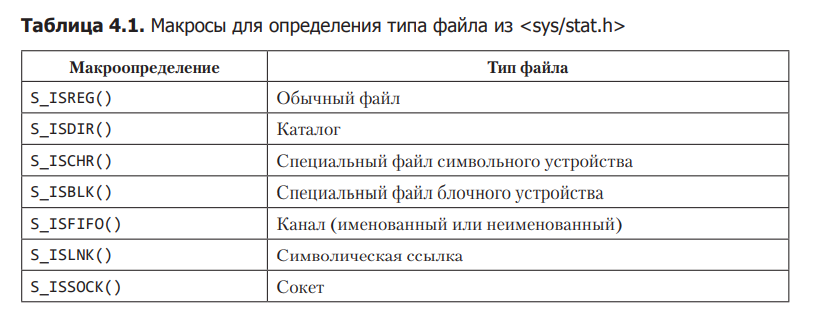 Таблица 4.1. Макросы для определения типа файла из <sys/stat.h>
Макроопределение Тип файла
S_ISREG() Обычный файл
S_ISDIR() Каталог
S_ISCHR() Специальный файл символьного устройства
S_ISBLK() Специальный файл блочного устройства
S_ISFIFO() Канал (именованный или неименованный)
S_ISLNK() Символическая ссылка
S_ISSOCK() Сокет